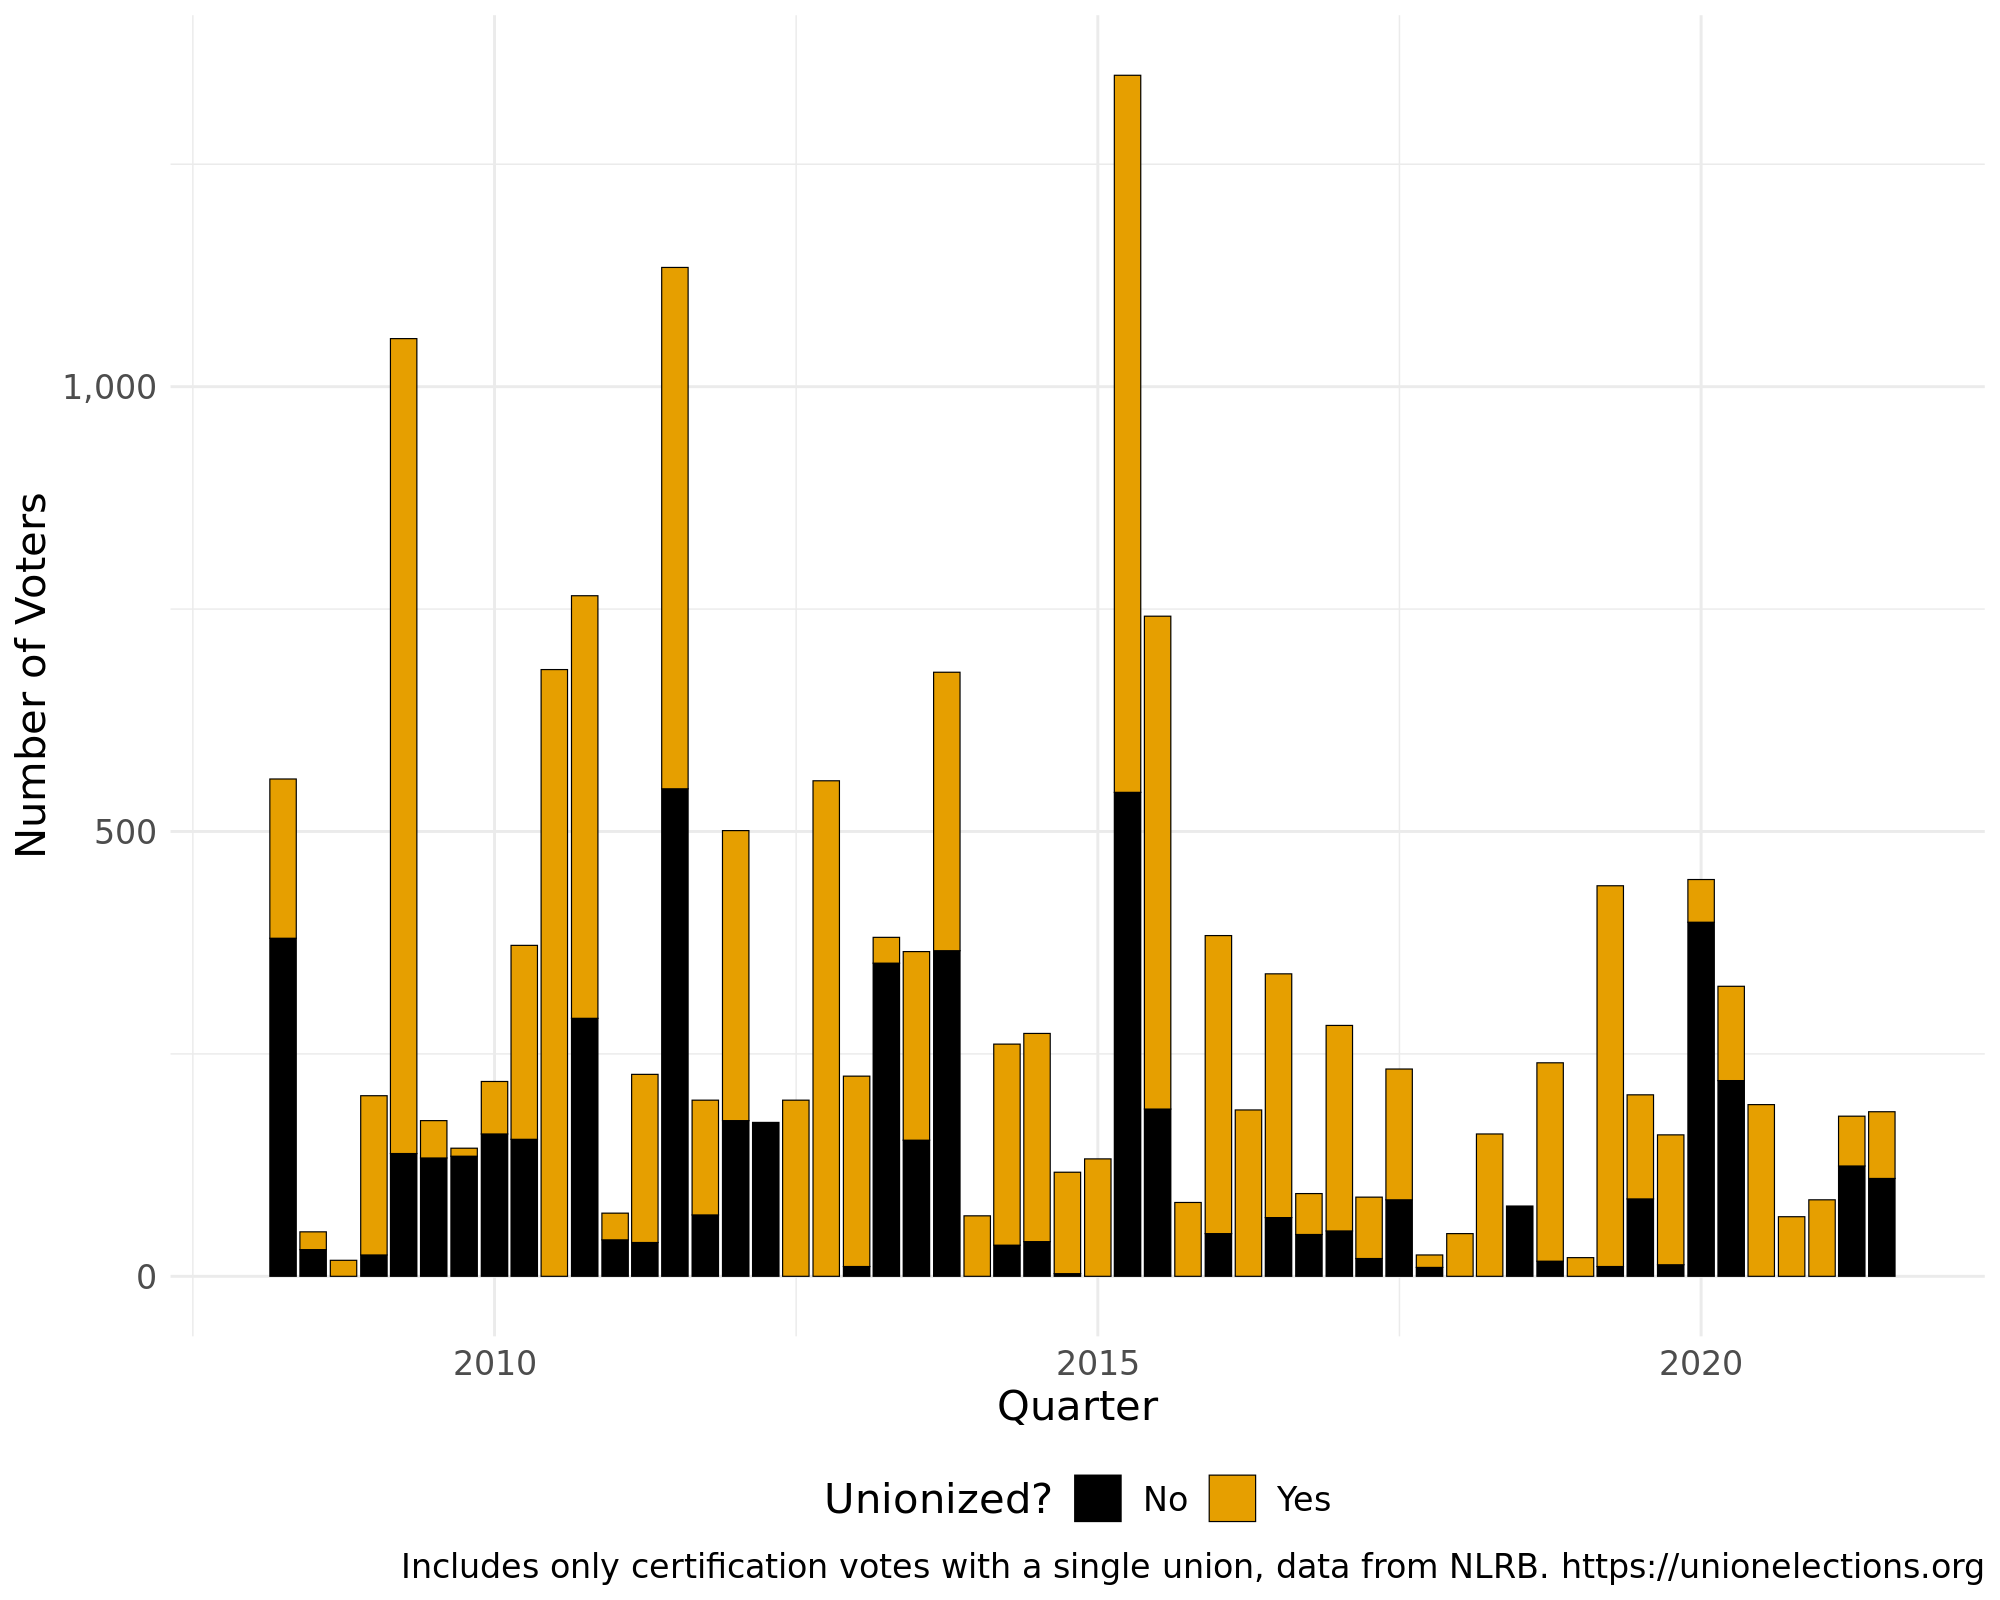 1,000
500
0
Number of Voters
2010 2015 2020
Quarter
Unionized? No Yes
Includes only certification votes with a single union, data from NLRB. https://unionelections.org